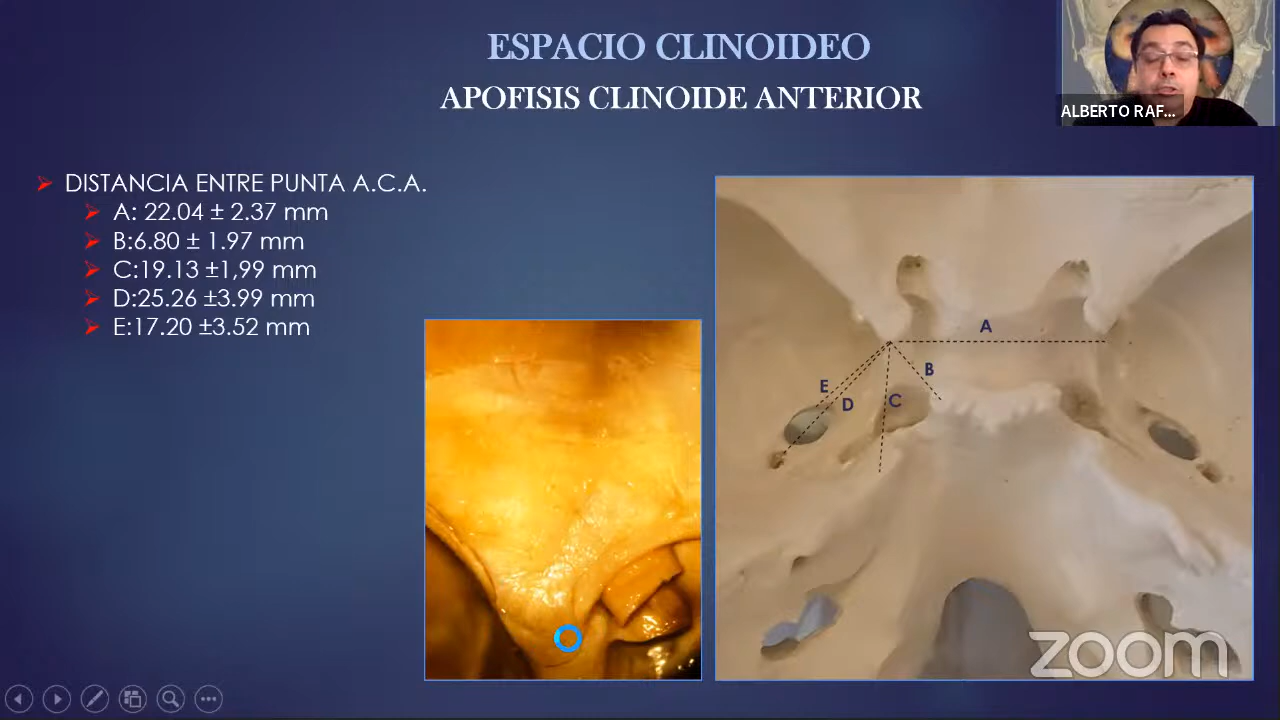 ESPACIO CLINOIDEO
APOFISIS CLINOIDE ANTERIOR
ALBERTO RAF...
DISTANCIA ENTRE PUNTA A.C.A.
A: 22.04 ± 2.37 mm
B:6.80 ± 1.97 mm
C:19.13 ±1,99 mm
D:25.26 ±3.99 mm
E:17.20 ±3.52 mm
A
B
E
D
C
zoom